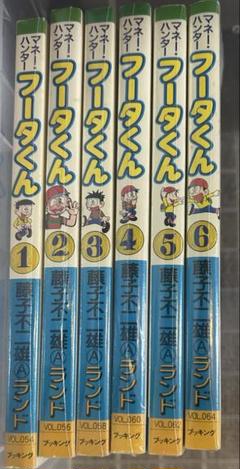 マネー・ハンター
フータくん
1
藤子不二雄Ⓐランド
VOL.054
ブッキング
マネー・ハンター
フータくん
2
藤子不二雄Ⓐランド
VOL.056
ブッキング
マネー・ハンター
フータくん
3
藤子不二雄Ⓐランド
VOL.058
ブッキング
マネー・ハンター
フータくん
4
藤子不二雄Ⓐランド
VOL.060
ブッキング
マネー・ハンター
フータくん
5
藤子不二雄Ⓐランド
VOL.062
ブッキング
マネー・ハンター
フータくん
6
藤子不二雄Ⓐランド
VOL.064
ブッキング